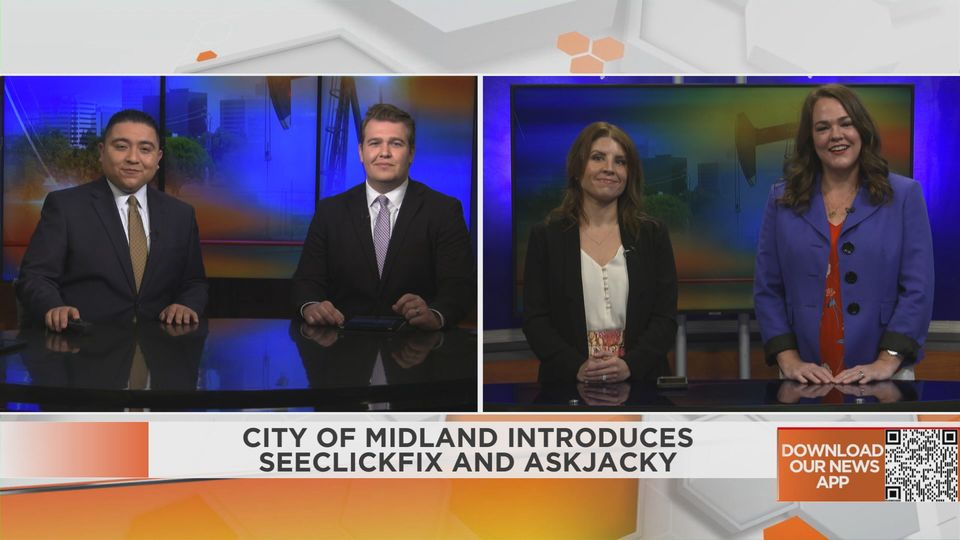 CITY OF MIDLAND INTRODUCES
SEECLICKFIX AND ASKJACKY
DOWNLOAD
OUR NEWS
APP